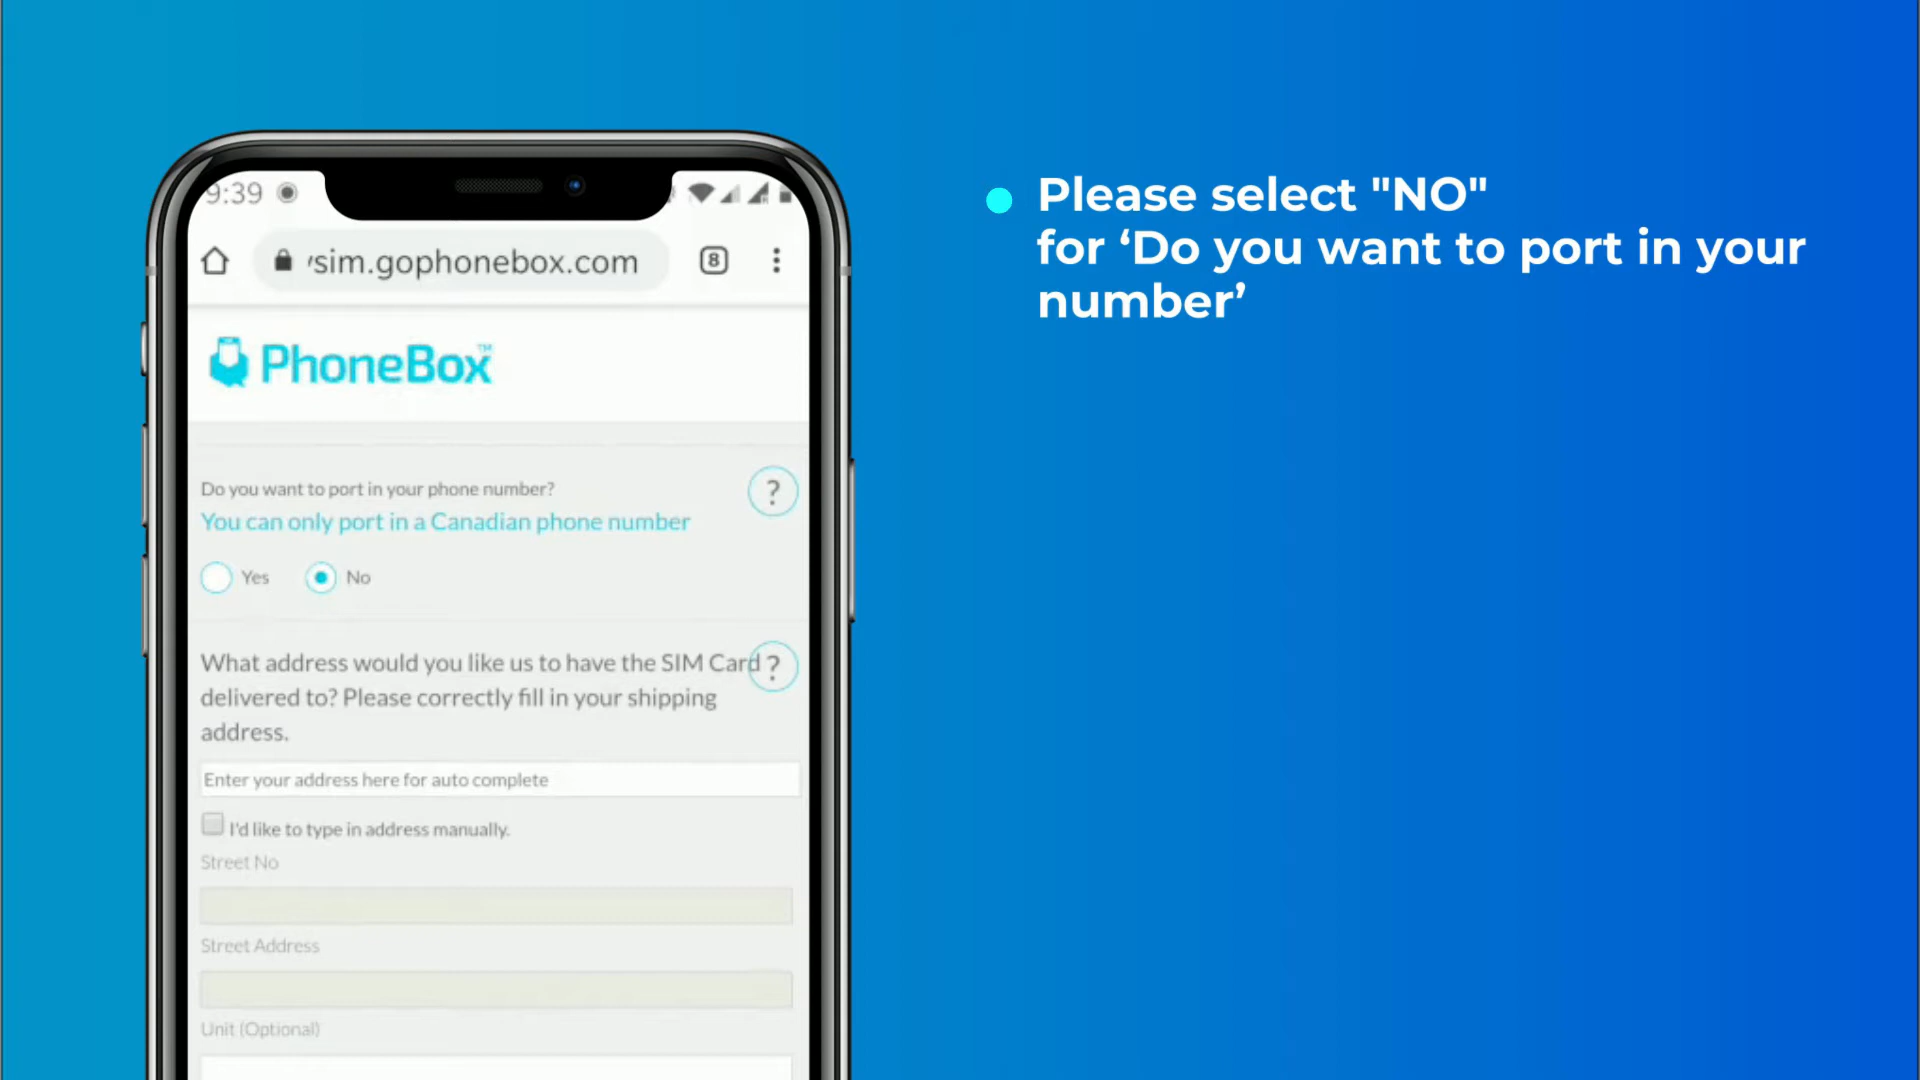 9:39
sim.gophonebox.com
8
PhoneBox™
Do you want to port in your phone number?
?
You can only port in a Canadian phone number
Yes
No
What address would you like us to have the SIM Card
?
delivered to? Please correctly fill in your shipping
address.
Enter your address here for auto complete
I'd like to type in address manually.
Street No
Street Address
Unit (Optional)
Please select "NO"
for ‘Do you want to port in your
number’